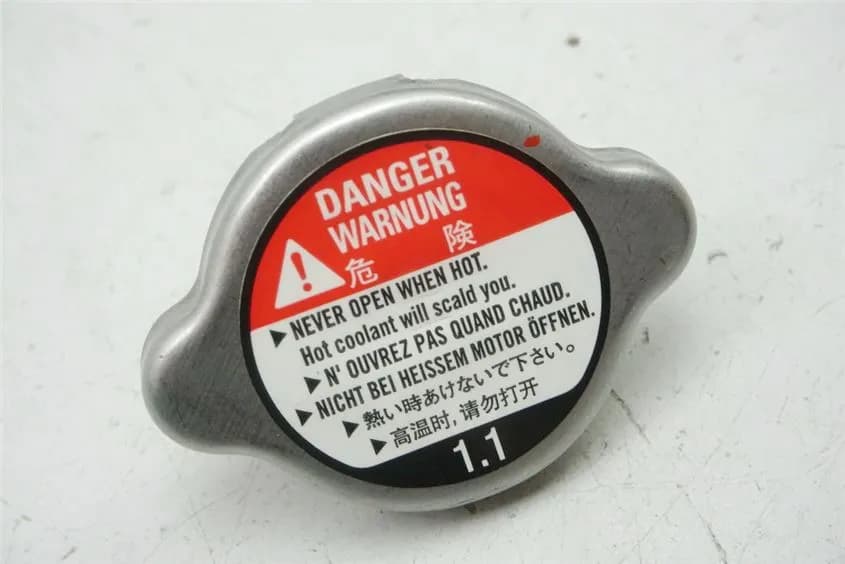 DANGER
WARNUNG
危 険
▶ NEVER OPEN WHEN HOT.
Hot coolant will scald you.
▶ N' OUVREZ PAS QUAND CHAUD.
▶ NICHT BEI HEISSEM MOTOR ÖFFNEN.
▶ 熱い時あけないで下さい。
▶ 高温时, 请勿打开
1.1